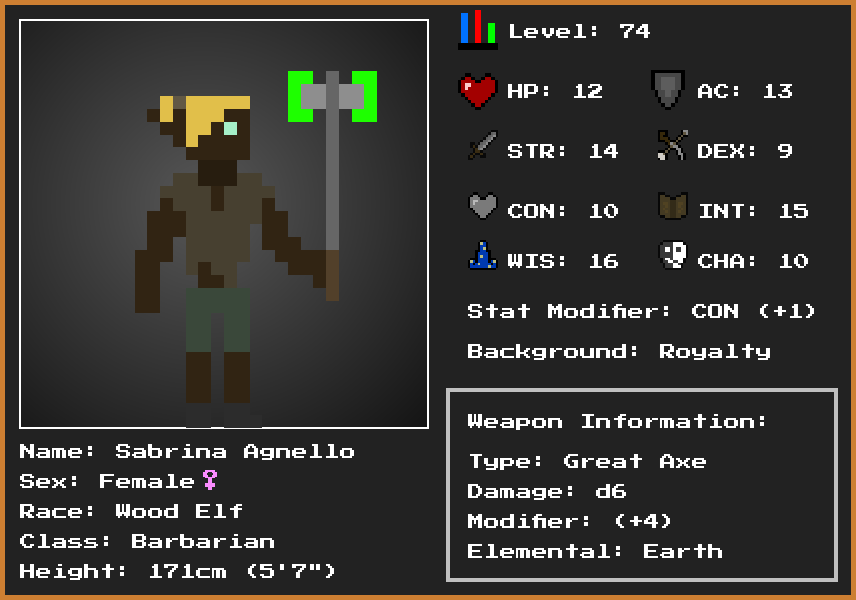 Level: 74
HP: 12 AC: 13
STR: 14 DEX: 9
CON: 10 INT: 15
WIS: 16 CHA: 10
Stat Modifier: CON (+1)
Background: Royalty
Weapon Information:
Type: Great Axe
Damage: d6
Modifier: (+4)
Elemental: Earth
Name: Sabrina Agnello
Sex: Female♀
Race: Wood Elf
Class: Barbarian
Height: 171cm (5'7")